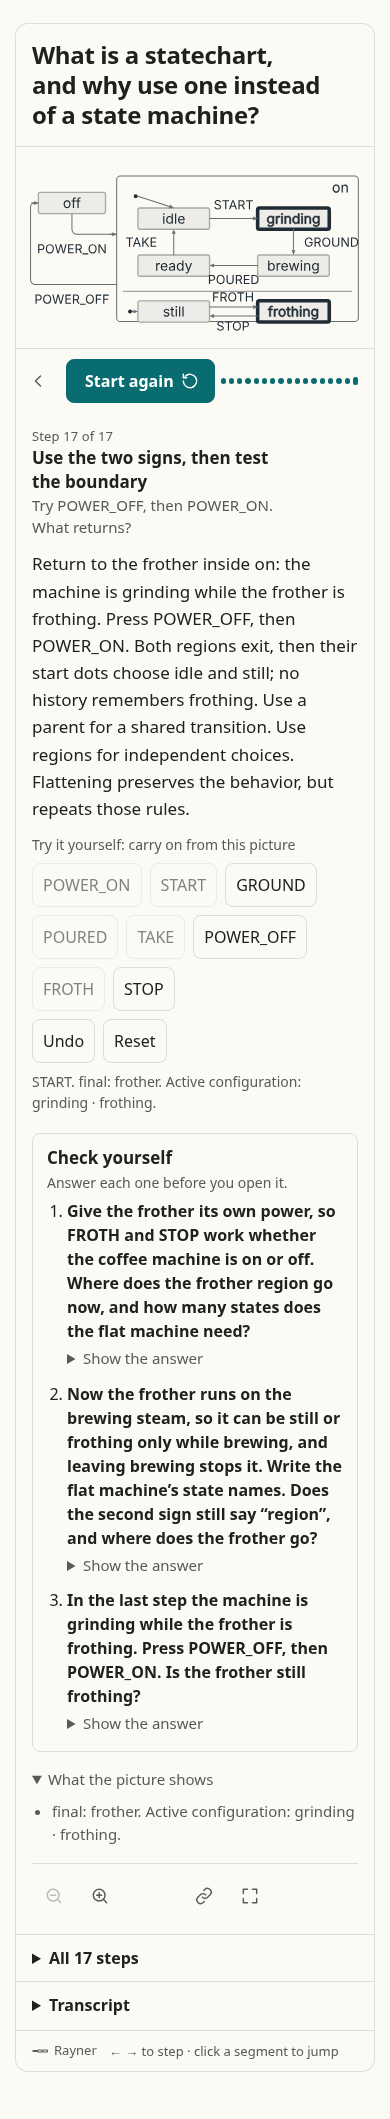 What is a statechart,
and why use one instead
of a state machine?
on
off
idle
START
grinding
POWER_ON
TAKE
GROUND
ready
brewing
POURED
POWER_OFF
FROTH
still
frothing
STOP
Start again
Step 17 of 17
Use the two signs, then test
the boundary
Try POWER_OFF, then POWER_ON.
What returns?
Return to the frother inside on: the
machine is grinding while the frother is
frothing. Press POWER_OFF, then
POWER_ON. Both regions exit, then their
start dots choose idle and still; no
history remembers frothing. Use a
parent for a shared transition. Use
regions for independent choices.
Flattening preserves the behavior, but
repeats those rules.
Try it yourself: carry on from this picture
POWER_ON START GROUND
POURED TAKE POWER_OFF
FROTH STOP
Undo Reset
START. final: frother. Active configuration:
grinding · frothing.
Check yourself
Answer each one before you open it.
1. Give the frother its own power, so
FROTH and STOP work whether
the coffee machine is on or off.
Where does the frother region go
now, and how many states does
the flat machine need?
Show the answer
2. Now the frother runs on the
brewing steam, so it can be still or
frothing only while brewing, and
leaving brewing stops it. Write the
flat machine’s state names. Does
the second sign still say “region”,
and where does the frother go?
Show the answer
3. In the last step the machine is
grinding while the frother is
frothing. Press POWER_OFF, then
POWER_ON. Is the frother still
frothing?
Show the answer
What the picture shows
• final: frother. Active configuration: grinding
· frothing.
All 17 steps
Transcript
Rayner ← → to step · click a segment to jump